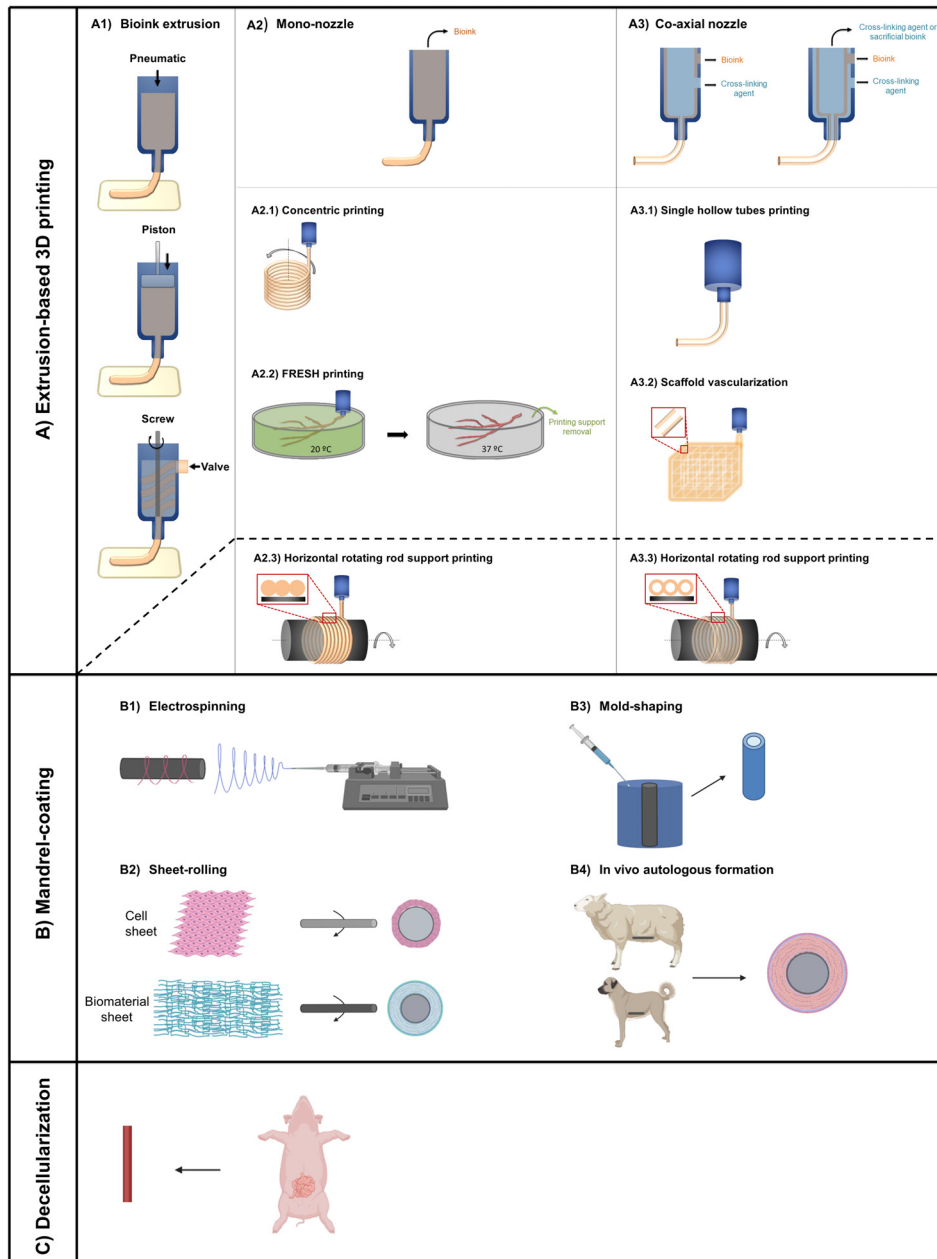 A) Extrusion-based 3D printing
A1) Bioink extrusion
Pneumatic
Piston
Screw
Valve
A2) Mono-nozzle
Bioink
A2.1) Concentric printing
A2.2) FRESH printing
20 ºC
37 ºC
Printing support
removal
A2.3) Horizontal rotating rod support printing
A3) Co-axial nozzle
Bioink
Cross-linking
agent
Cross-linking agent or
sacrificial bioink
Bioink
Cross-linking
agent
A3.1) Single hollow tubes printing
A3.2) Scaffold vascularization
A3.3) Horizontal rotating rod support printing
B) Mandrel-coating
B1) Electrospinning
B2) Sheet-rolling
Cell
sheet
Biomaterial
sheet
B3) Mold-shaping
B4) In vivo autologous formation
C) Decellularization